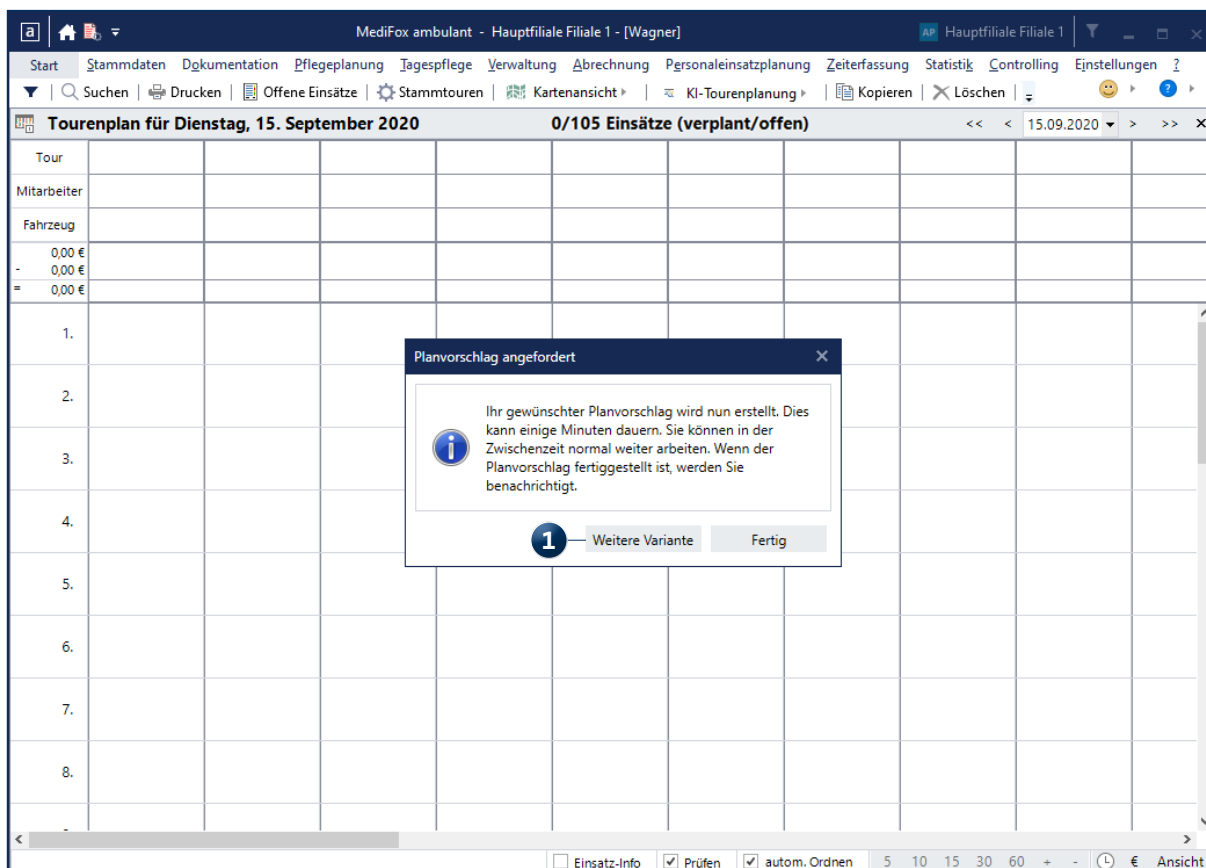 a MediFox ambulant - Hauptfiliale Filiale 1 - [Wagner] AP Hauptfiliale Filiale 1
Start Stammdaten Dokumentation Pflegeplanung Tagespflege Verwaltung Abrechnung Personaleinsatzplanung Zeiterfassung Statistik Controlling Einstellungen ?
Suchen Drucken Offene Einsätze Stammtouren Kartenansicht KI-Tourenplanung Kopieren Löschen ?
Tourenplan für Dienstag, 15. September 2020 0/105 Einsätze (verplant/offen) << < 15.09.2020 > >> x
Tour
Mitarbeiter
Fahrzeug
0,00 €
- 0,00 €
= 0,00 €
1.
Planvorschlag angefordert
2.
Ihr gewünschter Planvorschlag wird nun erstellt. Dies
kann einige Minuten dauern. Sie können in der
Zwischenzeit normal weiter arbeiten. Wenn der
Planvorschlag fertiggestellt ist, werden Sie
benachrichtigt.
3.
4.
1 Weitere Variante Fertig
5.
6.
7.
8.
Einsatz-Info Prüfen autom. Ordnen 5 10 15 30 60 + - € Ansicht